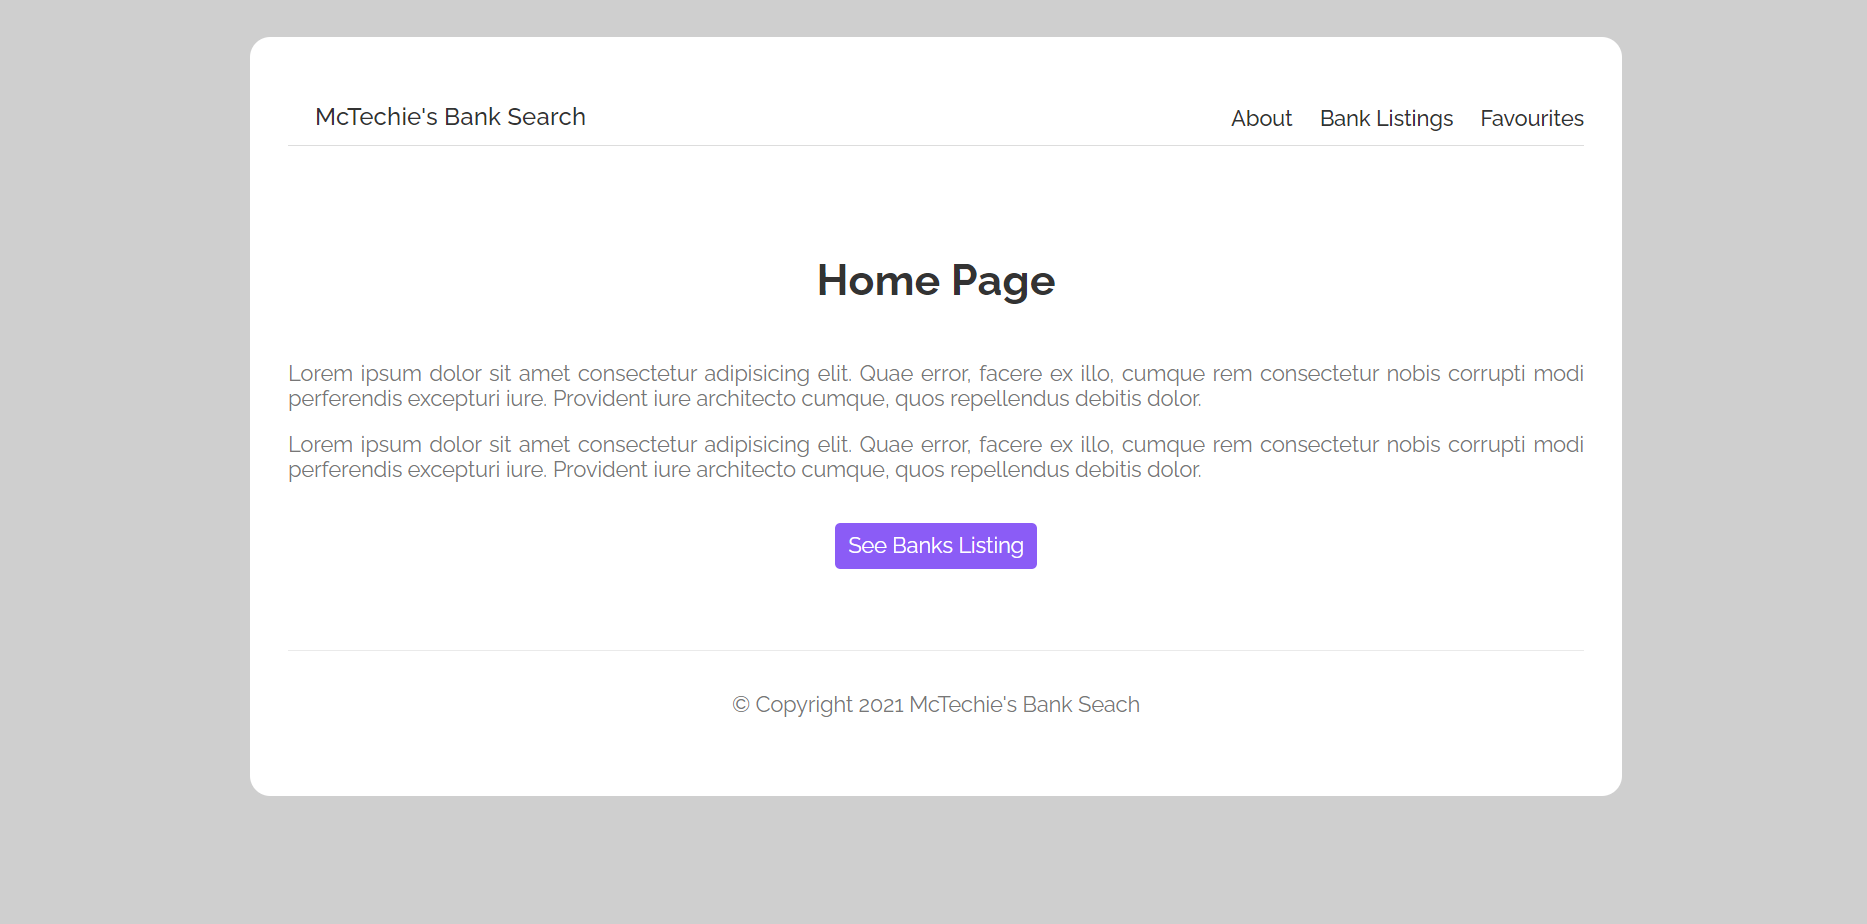 McTechie's Bank Search
About Bank Listings Favourites
Home Page
Lorem ipsum dolor sit amet consectetur adipisicing elit. Quae error, facere ex illo, cumque rem consectetur nobis corrupti modi
perferendis excepturi iure. Provident iure architecto cumque, quos repellendus debitis dolor.
Lorem ipsum dolor sit amet consectetur adipisicing elit. Quae error, facere ex illo, cumque rem consectetur nobis corrupti modi
perferendis excepturi iure. Provident iure architecto cumque, quos repellendus debitis dolor.
See Banks Listing
© Copyright 2021 McTechie's Bank Seach